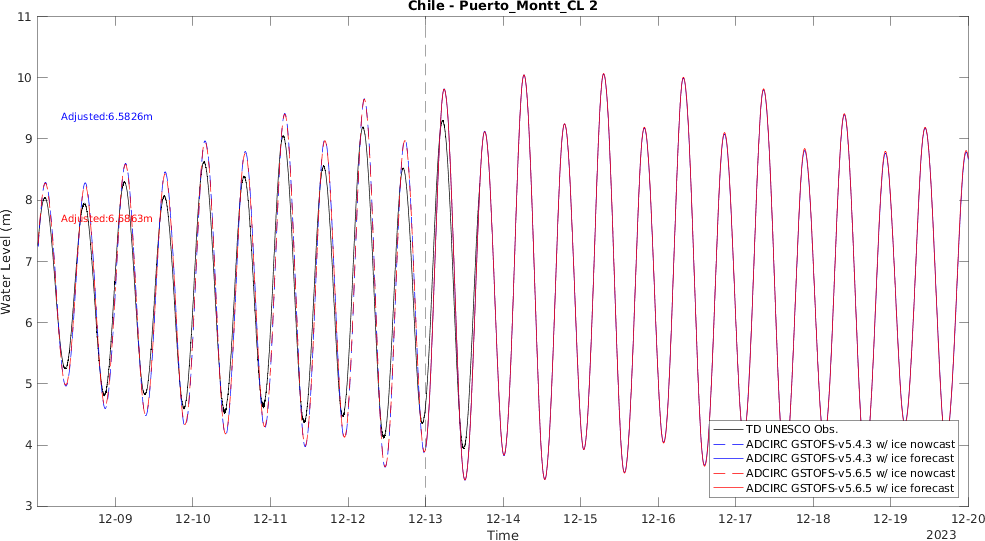 Chile - Puerto_Montt_CL 2
11
10
9
8
7
6
5
4
3
Water Level (m)
Adjusted:6.5826m
Adjusted:6.5863m
TD UNESCO Obs.
ADCIRC GSTOFS-v5.4.3 w/ ice nowcast
ADCIRC GSTOFS-v5.4.3 w/ ice forecast
ADCIRC GSTOFS-v5.6.5 w/ ice nowcast
ADCIRC GSTOFS-v5.6.5 w/ ice forecast
12-09 12-10 12-11 12-12 12-13 12-14 12-15 12-16 12-17 12-18 12-19 12-20
Time
2023